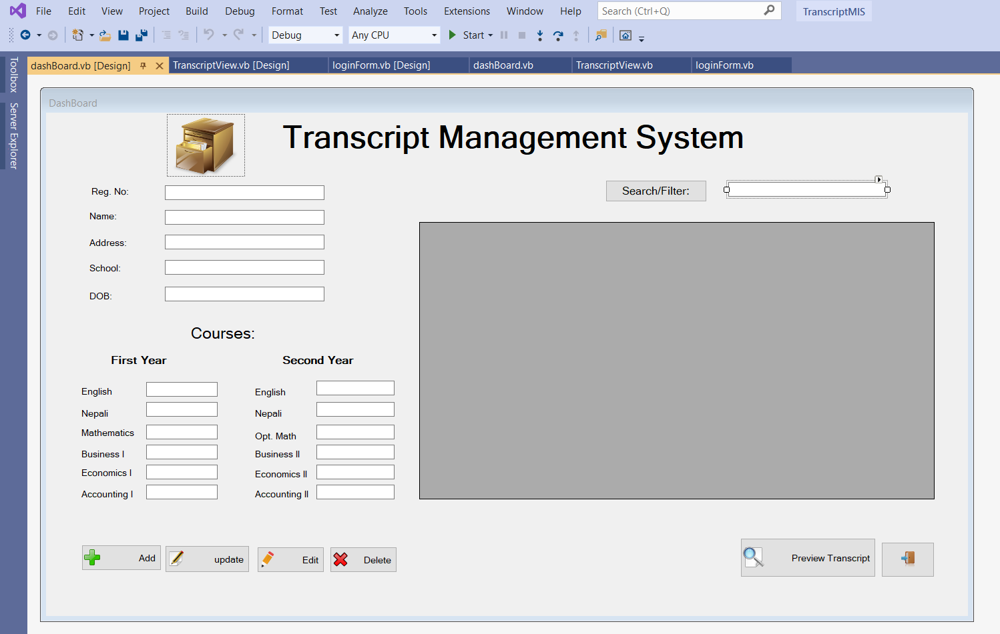 File Edit View Project Build Debug Format Test Analyze Tools Extensions Window Help Search (Ctrl+Q) TranscriptMIS
Debug Any CPU Start
dashBoard.vb [Design] TranscriptView.vb [Design] loginForm.vb [Design] dashBoard.vb TranscriptView.vb loginForm.vb
Toolbox
Server Explorer
DashBoard
Transcript Management System
Reg. No:
Search/Filter:
Name:
Address:
School:
DOB:
Courses:
First Year Second Year
English English
Nepali Nepali
Mathematics Opt. Math
Business I Business II
Economics I Economics II
Accounting I Accounting II
Add update Edit Delete Preview Transcript